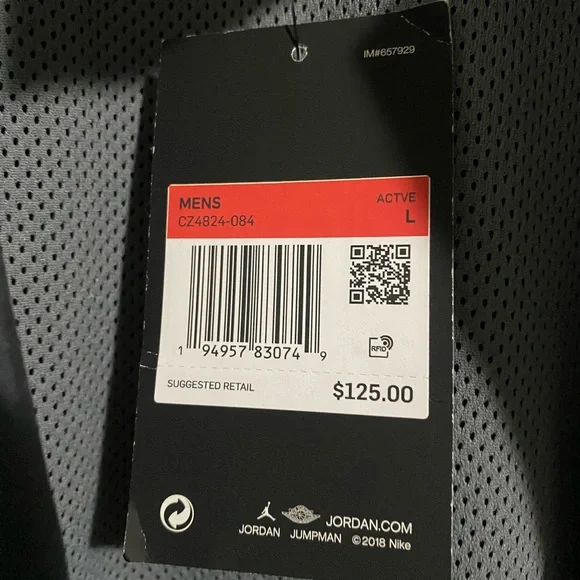 IM#657929
MENS
ACTVE
CZ4824-084
L
1 94957 83074 9
RFID
SUGGESTED RETAIL
$125.00
JORDAN.COM
JORDAN JUMPMAN ©2018 Nike